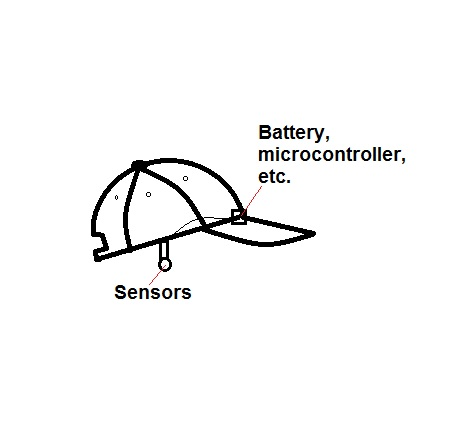 Battery,
microcontroller,
etc.
Sensors